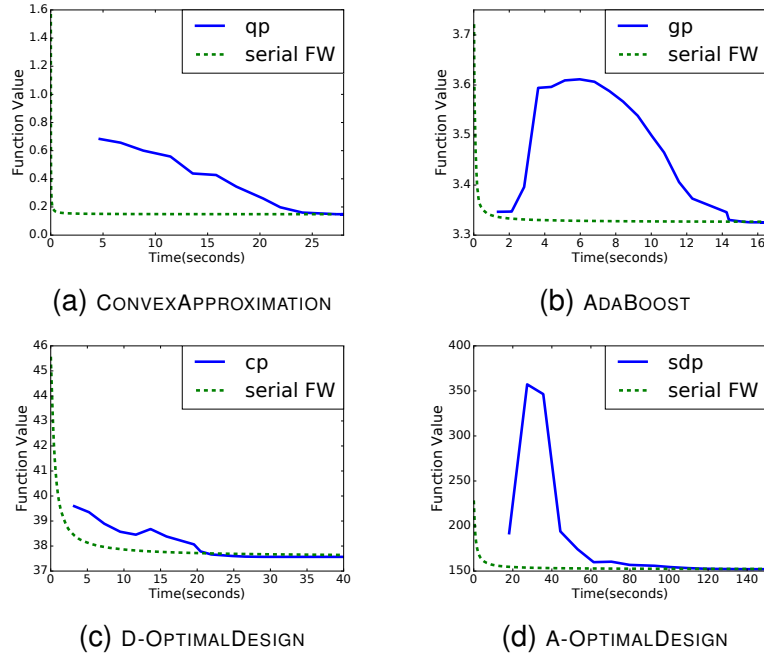 qp
serial FW
Function Value
1.6
1.4
1.2
1.0
0.8
0.6
0.4
0.2
0.0
0 5 10 15 20 25
Time(seconds)
(a) CONVEXAPPROXIMATION
gp
serial FW
Function Value
3.7
3.6
3.5
3.4
3.3
0 2 4 6 8 10 12 14 16
Time(seconds)
(b) ADABOOST
cp
serial FW
Function Value
46
45
44
43
42
41
40
39
38
37
0 5 10 15 20 25 30 35 40
Time(seconds)
(c) D-OPTIMALDESIGN
sdp
serial FW
Function Value
400
350
300
250
200
150
0 20 40 60 80 100 120 140
Time(seconds)
(d) A-OPTIMALDESIGN